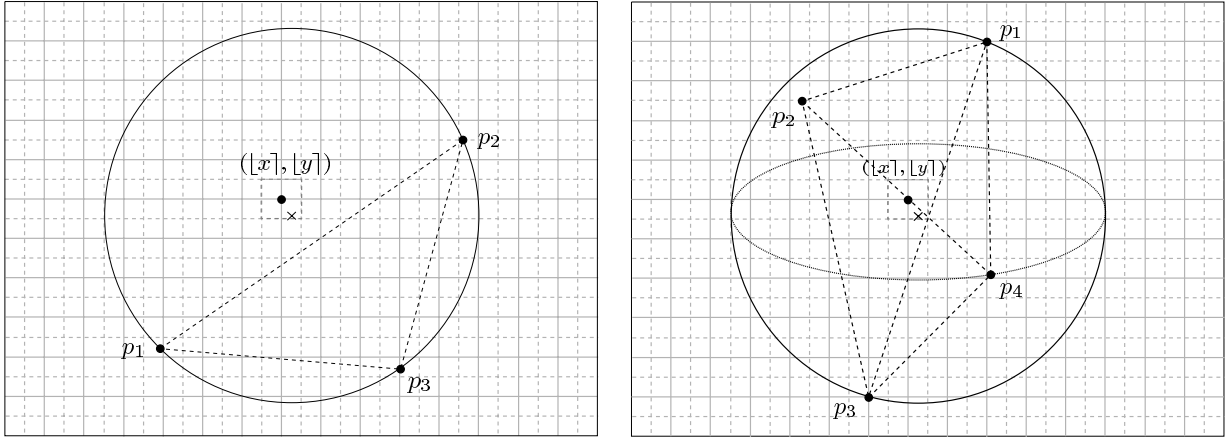 p₂
(⌊x⌉, ⌊y⌉)
p₁
p₃
p₁
p₂
(⌊x⌉, ⌊y⌉)
p₄
p₃